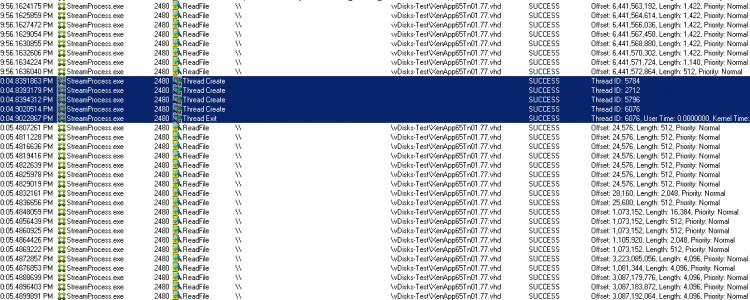 9:56.1624175 PM StreamProcess.exe 2480 ReadFile \\ \vDisks-Test\XenApp65Tn01.77.vhd SUCCESS Offset: 6,441,563,192, Length: 1,422, Priority: Normal
9:56.1625859 PM StreamProcess.exe 2480 ReadFile \\ \vDisks-Test\XenApp65Tn01.77.vhd SUCCESS Offset: 6,441,564,614, Length: 1,422, Priority: Normal
9:56.1627472 PM StreamProcess.exe 2480 ReadFile \\ \vDisks-Test\XenApp65Tn01.77.vhd SUCCESS Offset: 6,441,566,036, Length: 1,422, Priority: Normal
9:56.1629054 PM StreamProcess.exe 2480 ReadFile \\ \vDisks-Test\XenApp65Tn01.77.vhd SUCCESS Offset: 6,441,567,458, Length: 1,422, Priority: Normal
9:56.1630855 PM StreamProcess.exe 2480 ReadFile \\ \vDisks-Test\XenApp65Tn01.77.vhd SUCCESS Offset: 6,441,568,880, Length: 1,422, Priority: Normal
9:56.1632606 PM StreamProcess.exe 2480 ReadFile \\ \vDisks-Test\XenApp65Tn01.77.vhd SUCCESS Offset: 6,441,570,302, Length: 1,422, Priority: Normal
9:56.1634224 PM StreamProcess.exe 2480 ReadFile \\ \vDisks-Test\XenApp65Tn01.77.vhd SUCCESS Offset: 6,441,571,724, Length: 1,140, Priority: Normal
9:56.1636040 PM StreamProcess.exe 2480 ReadFile \\ \vDisks-Test\XenApp65Tn01.77.vhd SUCCESS Offset: 6,441,572,864, Length: 512, Priority: Normal
0:04.8391863 PM StreamProcess.exe 2480 Thread Create SUCCESS Thread ID: 5784
0:04.8393179 PM StreamProcess.exe 2480 Thread Create SUCCESS Thread ID: 2712
0:04.8394312 PM StreamProcess.exe 2480 Thread Create SUCCESS Thread ID: 5796
0:04.9020514 PM StreamProcess.exe 2480 Thread Create SUCCESS Thread ID: 6076
0:04.9022867 PM StreamProcess.exe 2480 Thread Exit SUCCESS Thread ID: 6076, User Time: 0.0000000, Kernel Time:
0:05.4807261 PM StreamProcess.exe 2480 ReadFile \\ \vDisks-Test\XenApp65Tn01.77.vhd SUCCESS Offset: 24,576, Length: 512, Priority: Normal
0:05.4811228 PM StreamProcess.exe 2480 ReadFile \\ \vDisks-Test\XenApp65Tn01.77.vhd SUCCESS Offset: 24,576, Length: 512, Priority: Normal
0:05.4816636 PM StreamProcess.exe 2480 ReadFile \\ \vDisks-Test\XenApp65Tn01.77.vhd SUCCESS Offset: 24,576, Length: 512, Priority: Normal
0:05.4819416 PM StreamProcess.exe 2480 ReadFile \\ \vDisks-Test\XenApp65Tn01.77.vhd SUCCESS Offset: 24,576, Length: 512, Priority: Normal
0:05.4822639 PM StreamProcess.exe 2480 ReadFile \\ \vDisks-Test\XenApp65Tn01.77.vhd SUCCESS Offset: 24,576, Length: 512, Priority: Normal
0:05.4825978 PM StreamProcess.exe 2480 ReadFile \\ \vDisks-Test\XenApp65Tn01.77.vhd SUCCESS Offset: 24,576, Length: 512, Priority: Normal
0:05.4829019 PM StreamProcess.exe 2480 ReadFile \\ \vDisks-Test\XenApp65Tn01.77.vhd SUCCESS Offset: 24,576, Length: 512, Priority: Normal
0:05.4832161 PM StreamProcess.exe 2480 ReadFile \\ \vDisks-Test\XenApp65Tn01.77.vhd SUCCESS Offset: 28,160, Length: 2,048, Priority: Normal
0:05.4836656 PM StreamProcess.exe 2480 ReadFile \\ \vDisks-Test\XenApp65Tn01.77.vhd SUCCESS Offset: 25,600, Length: 512, Priority: Normal
0:05.4848059 PM StreamProcess.exe 2480 ReadFile \\ \vDisks-Test\XenApp65Tn01.77.vhd SUCCESS Offset: 1,073,152, Length: 16,384, Priority: Normal
0:05.4856439 PM StreamProcess.exe 2480 ReadFile \\ \vDisks-Test\XenApp65Tn01.77.vhd SUCCESS Offset: 1,073,152, Length: 512, Priority: Normal
0:05.4860925 PM StreamProcess.exe 2480 ReadFile \\ \vDisks-Test\XenApp65Tn01.77.vhd SUCCESS Offset: 1,073,152, Length: 2,048, Priority: Normal
0:05.4864426 PM StreamProcess.exe 2480 ReadFile \\ \vDisks-Test\XenApp65Tn01.77.vhd SUCCESS Offset: 1,105,920, Length: 2,048, Priority: Normal
0:05.4869222 PM StreamProcess.exe 2480 ReadFile \\ \vDisks-Test\XenApp65Tn01.77.vhd SUCCESS Offset: 1,073,152, Length: 512, Priority: Normal
0:05.4872857 PM StreamProcess.exe 2480 ReadFile \\ \vDisks-Test\XenApp65Tn01.77.vhd SUCCESS Offset: 3,223,085,056, Length: 4,096, Priority: Normal
0:05.4876853 PM StreamProcess.exe 2480 ReadFile \\ \vDisks-Test\XenApp65Tn01.77.vhd SUCCESS Offset: 1,081,344, Length: 4,096, Priority: Normal
0:05.4888699 PM StreamProcess.exe 2480 ReadFile \\ \vDisks-Test\XenApp65Tn01.77.vhd SUCCESS Offset: 3,087,179,776, Length: 4,096, Priority: Normal
0:05.4896403 PM StreamProcess.exe 2480 ReadFile \\ \vDisks-Test\XenApp65Tn01.77.vhd SUCCESS Offset: 3,087,183,872, Length: 4,096, Priority: Normal
0:05.4899891 PM StreamProcess.exe 2480 ReadFile \\ \vDisks-Test\XenApp65Tn01.77.vhd SUCCESS Offset: 3,087,192,064, Length: 4,096, Priority: Normal